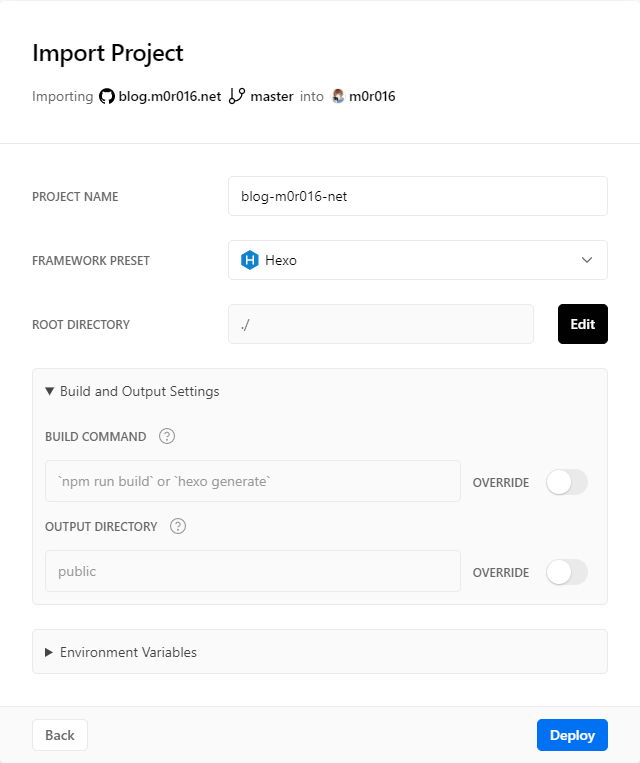 Import Project
Importing blog.m0r016.net master into m0r016
PROJECT NAME
blog-m0r016-net
FRAMEWORK PRESET
Hexo
ROOT DIRECTORY
./
Edit
Build and Output Settings
BUILD COMMAND ?
`npm run build` or `hexo generate`
OVERRIDE
OUTPUT DIRECTORY ?
public
OVERRIDE
Environment Variables
Back
Deploy